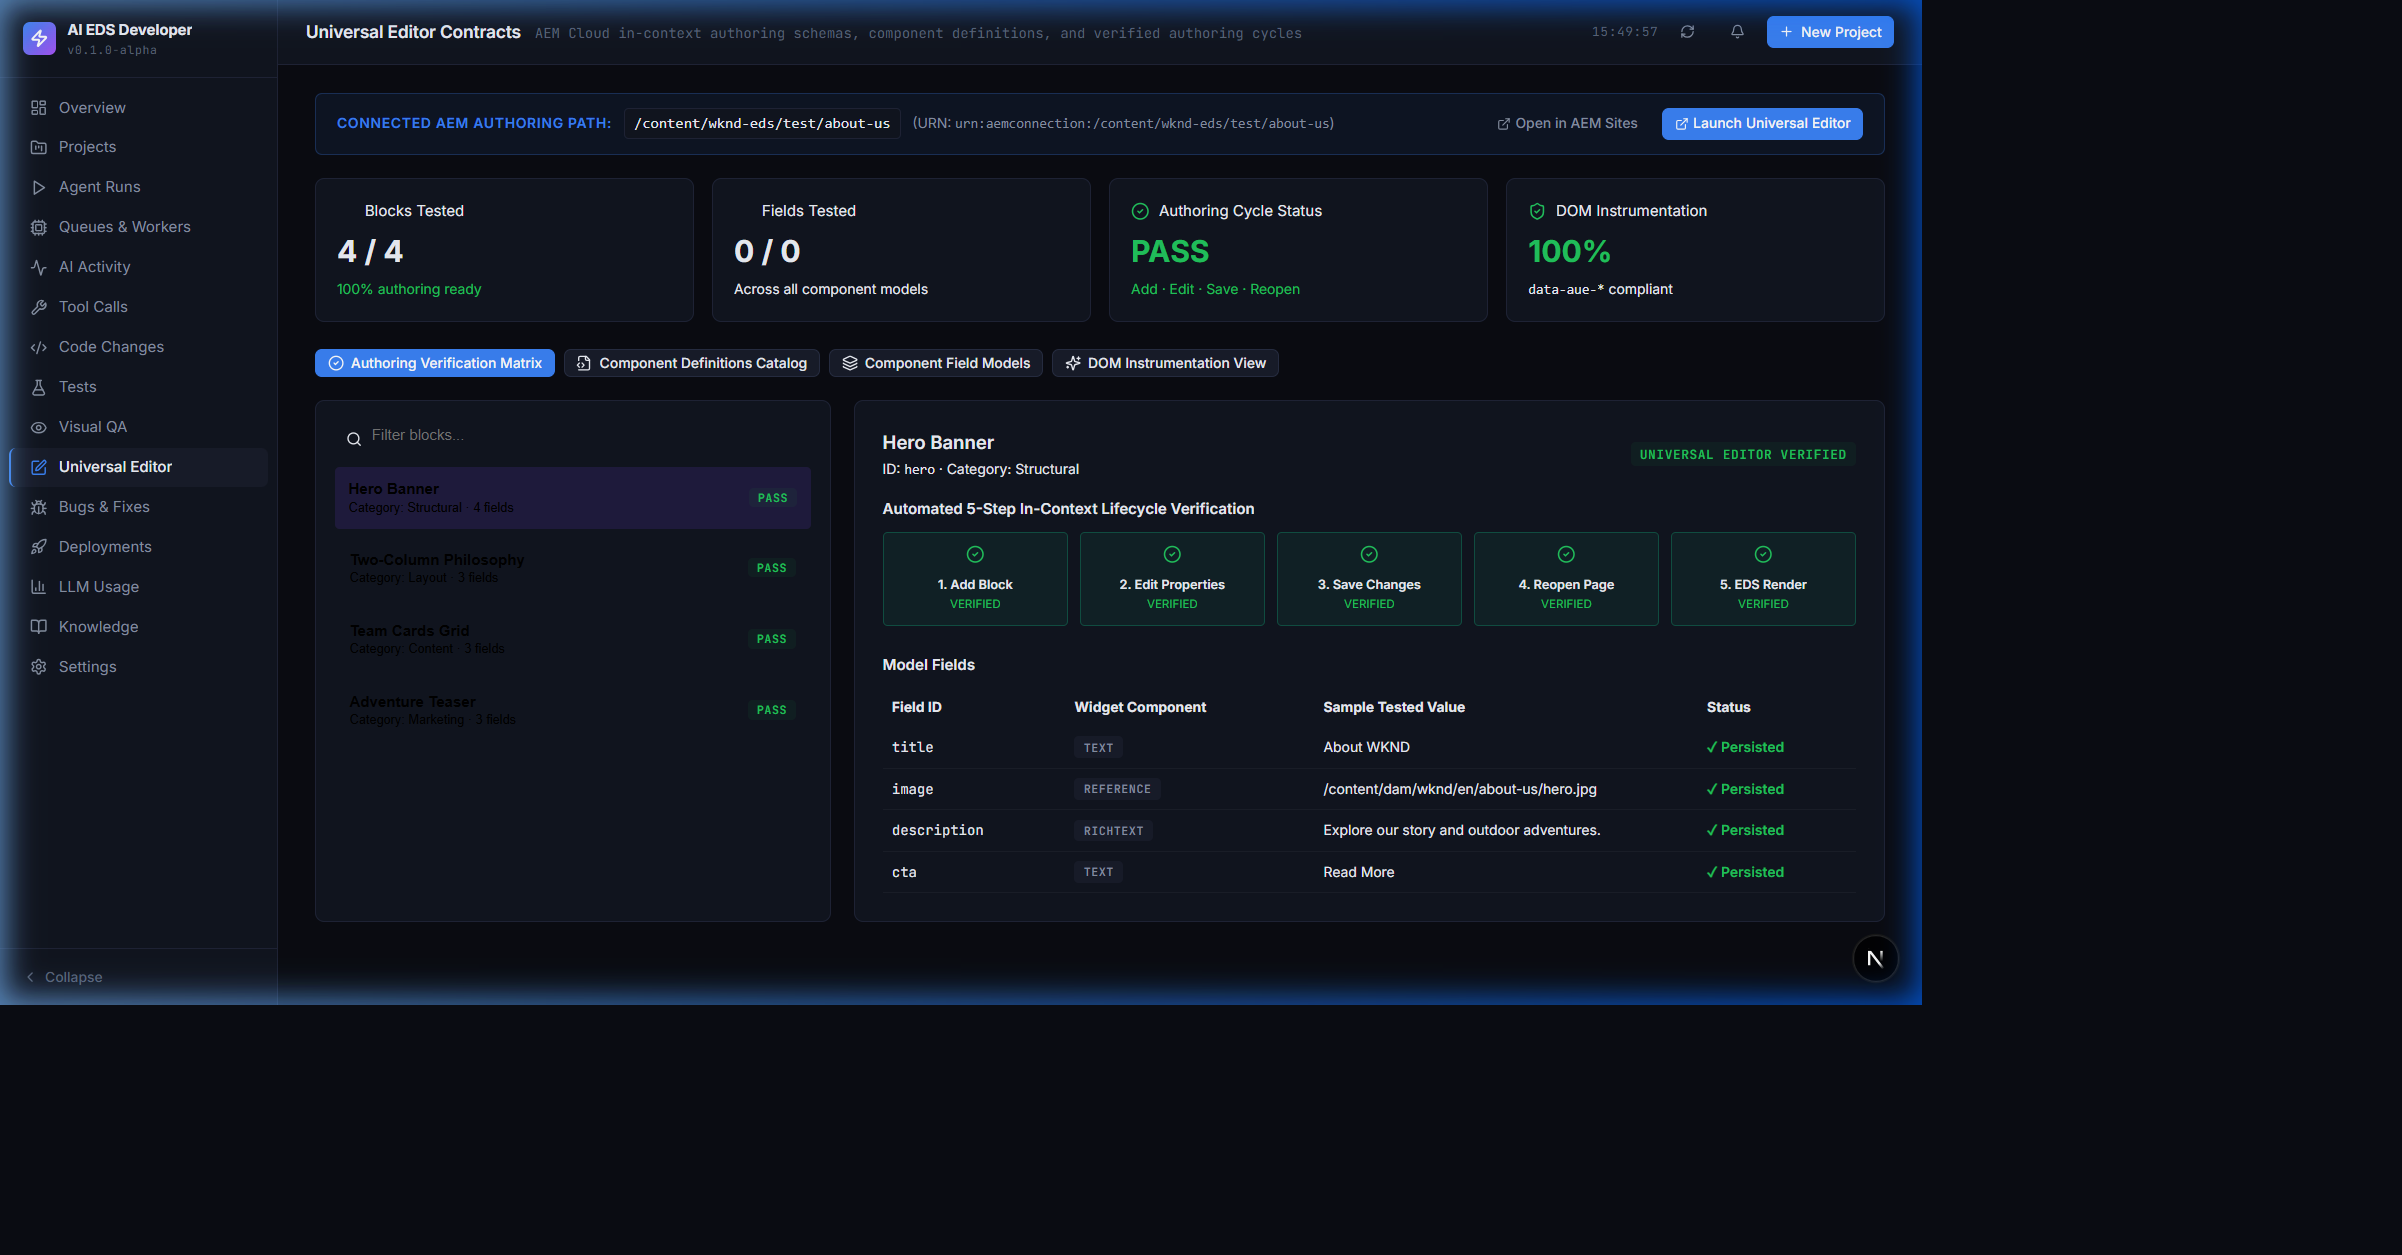 AI EDS Developer
v0.1.0-alpha
Overview
Projects
Agent Runs
Queues & Workers
AI Activity
Tool Calls
Code Changes
Tests
Visual QA
Universal Editor
Bugs & Fixes
Deployments
LLM Usage
Knowledge
Settings
Collapse
Universal Editor Contracts AEM Cloud in-context authoring schemas, component definitions, and verified authoring cycles
15:49:57
New Project
CONNECTED AEM AUTHORING PATH: /content/wknd-eds/test/about-us (URN: urn:aemconnection:/content/wknd-eds/test/about-us)
Open in AEM Sites
Launch Universal Editor
Blocks Tested
4 / 4
100% authoring ready
Fields Tested
0 / 0
Across all component models
Authoring Cycle Status
PASS
Add · Edit · Save · Reopen
DOM Instrumentation
100%
data-aue-* compliant
Authoring Verification Matrix
Component Definitions Catalog
Component Field Models
DOM Instrumentation View
Filter blocks...
Hero Banner
Category: Structural · 4 fields
PASS
Two-Column Philosophy
Category: Layout · 3 fields
PASS
Team Cards Grid
Category: Content · 3 fields
PASS
Adventure Teaser
Category: Marketing · 3 fields
PASS
Hero Banner
ID: hero · Category: Structural
UNIVERSAL EDITOR VERIFIED
Automated 5-Step In-Context Lifecycle Verification
1. Add Block
VERIFIED
2. Edit Properties
VERIFIED
3. Save Changes
VERIFIED
4. Reopen Page
VERIFIED
5. EDS Render
VERIFIED
Model Fields
Field ID Widget Component Sample Tested Value Status
title TEXT About WKND ✓ Persisted
image REFERENCE /content/dam/wknd/en/about-us/hero.jpg ✓ Persisted
description RICHTEXT Explore our story and outdoor adventures. ✓ Persisted
cta TEXT Read More ✓ Persisted
N